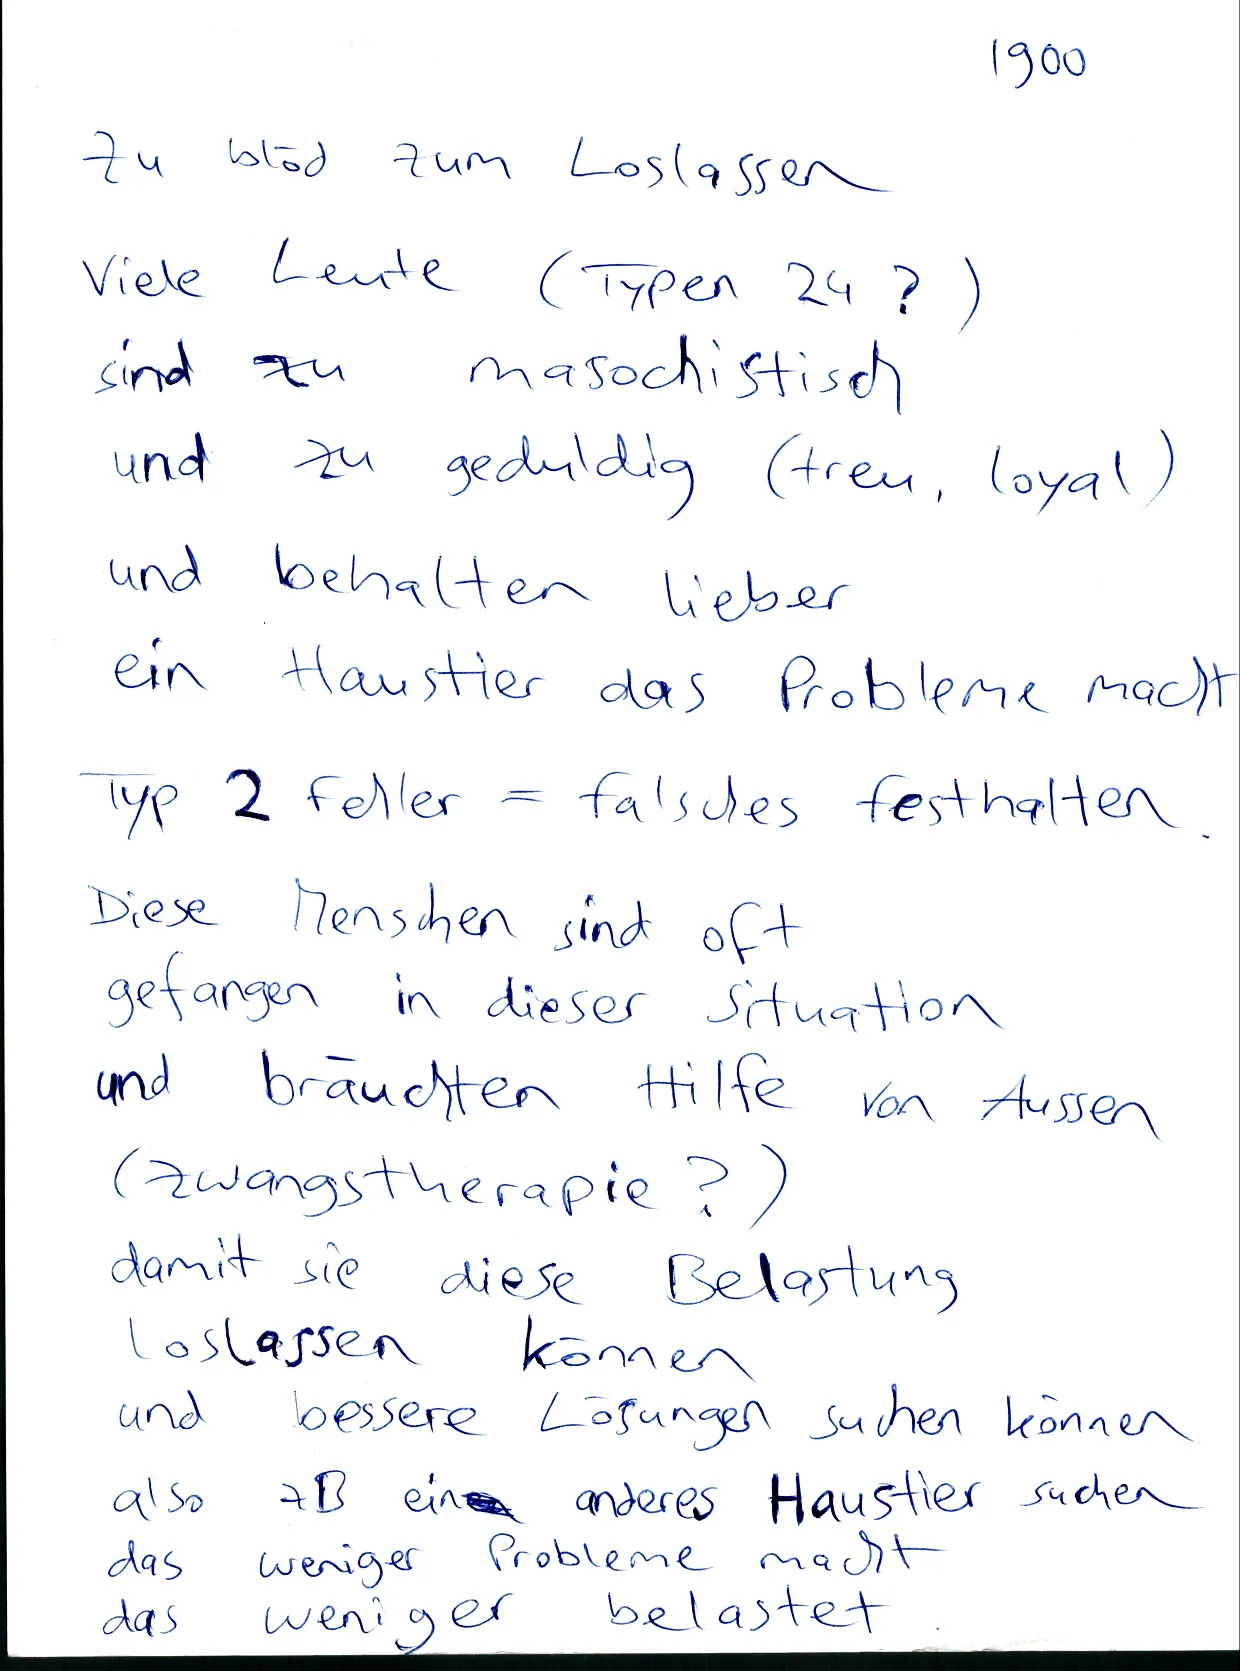 1900
Zu blöd zum Loslassen
Viele Leute (Typen 24?)
sind zu masochistisch
und zu geduldig (treu, loyal)
und behalten lieber
ein Haustier das Probleme macht
Typ 2 Fehler = falsches festhalten.
Diese Menschen sind oft
gefangen in dieser Situation
und bräuchten Hilfe von Aussen
(Zwangstherapie?)
damit sie diese Belastung
loslassen können
und bessere Lösungen suchen können
also zB ein anderes Haustier suchen
das weniger Probleme macht
das weniger belastet.